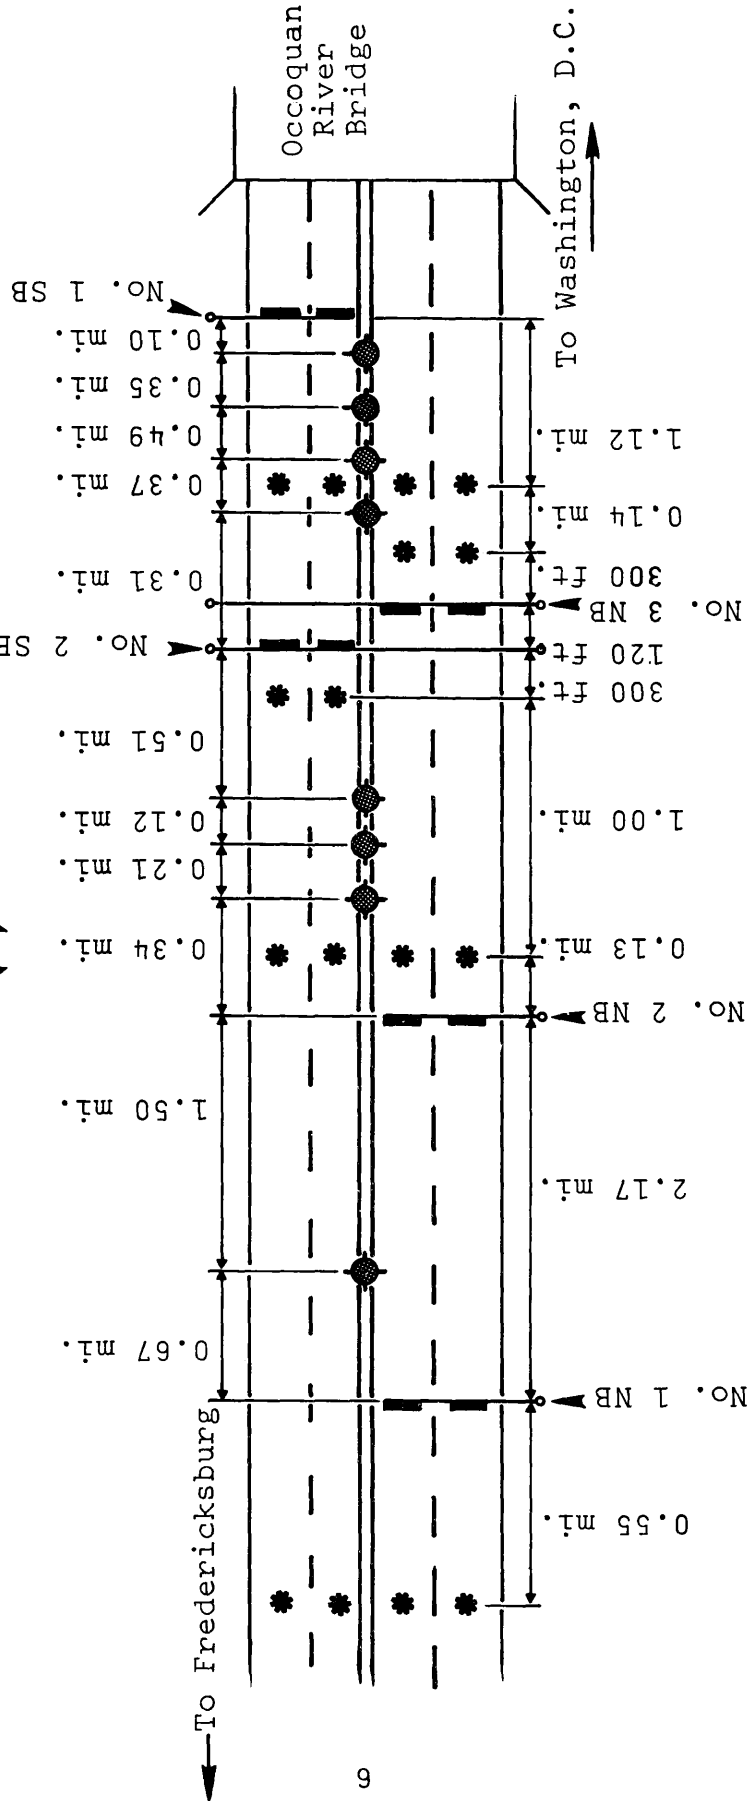 Occoquan
River
Bridge
To Washington, D.C.
No. 1 SB
0.10 mi.
0.35 mi.
0.49 mi.
0.37 mi.
0.31 mi.
No. 2 SB
0.51 mi.
0.12 mi.
0.21 mi.
0.34 mi.
1.50 mi.
0.67 mi.
To Fredericksburg
1.12 mi.
0.14 mi.
300 ft.
No. 3 NB
120 ft.
300 ft.
1.00 mi.
0.13 mi.
No. 2 NB
2.17 mi.
No. 1 NB
0.55 mi.
6